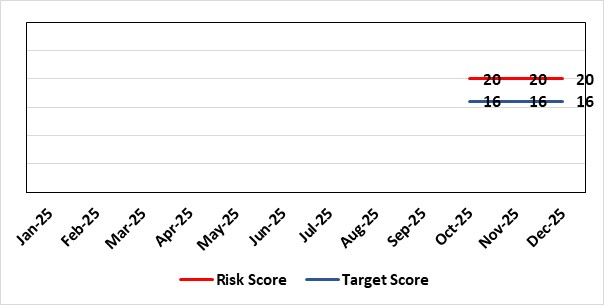 20 20 20
16 16 16
Jan-25 Feb-25 Mar-25 Apr-25 May-25 Jun-25 Jul-25 Aug-25 Sep-25 Oct-25 Nov-25 Dec-25
Risk Score Target Score